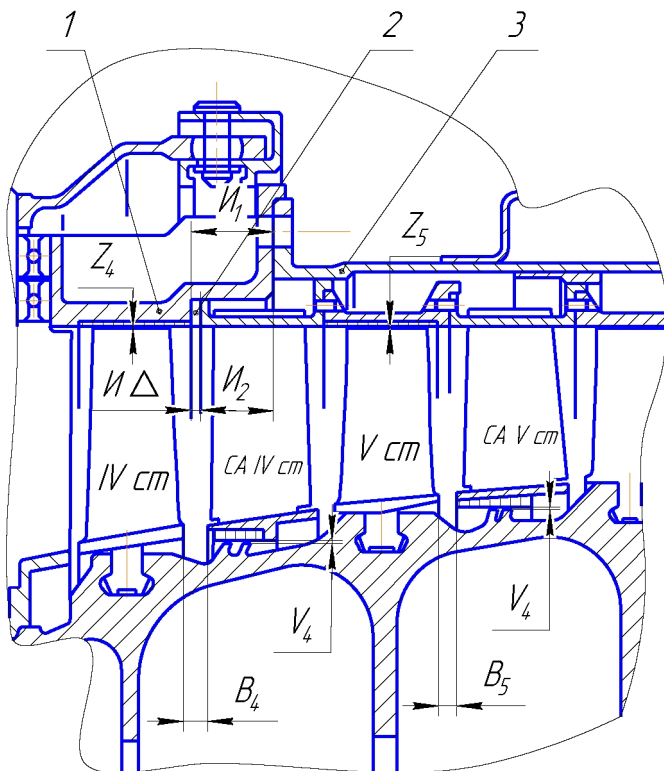 1
2
3
И₁
Z₅
Z₄
И △
И₂
IV ст
СА IV ст
V ст
СА V ст
V₄
V₄
B₄
B₅